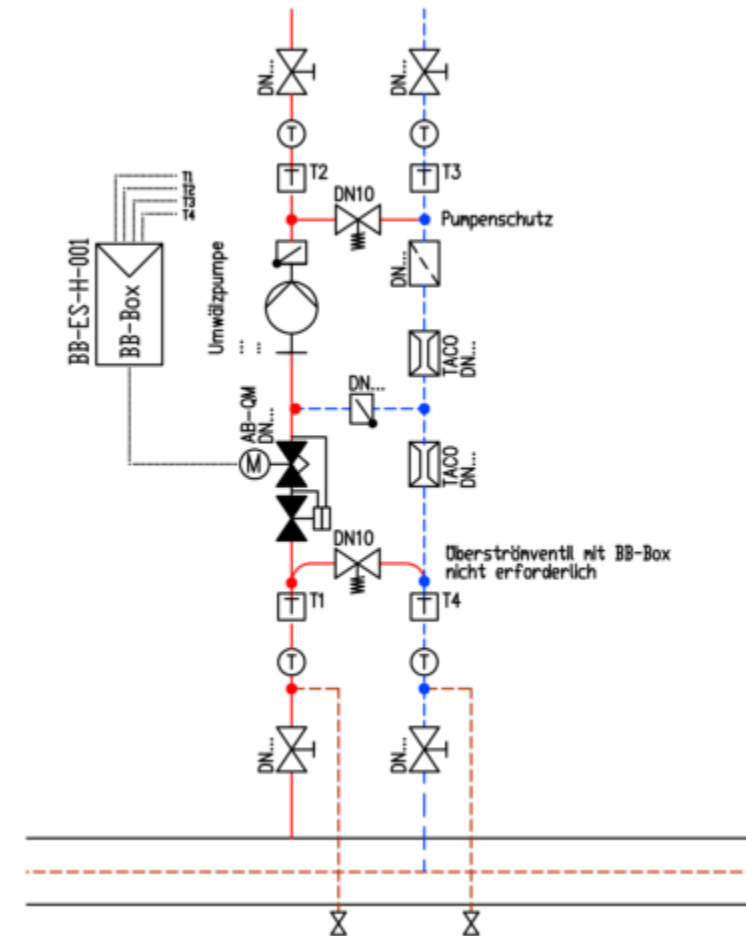 DN...
DN...
T
T
T2
T3
T
T
T1
T2
T3
T4
DN10
Pumpenschutz
BB-ES-H-001
BB-Box
Umwälzpumpe
... ...
DN...
TACO
DN...
AB-QM
DN...
DN...
M
TACO
DN...
DN10
Überströmventil mit BB-Box
nicht erforderlich
T
T1
T
T4
T
T
DN...
DN...